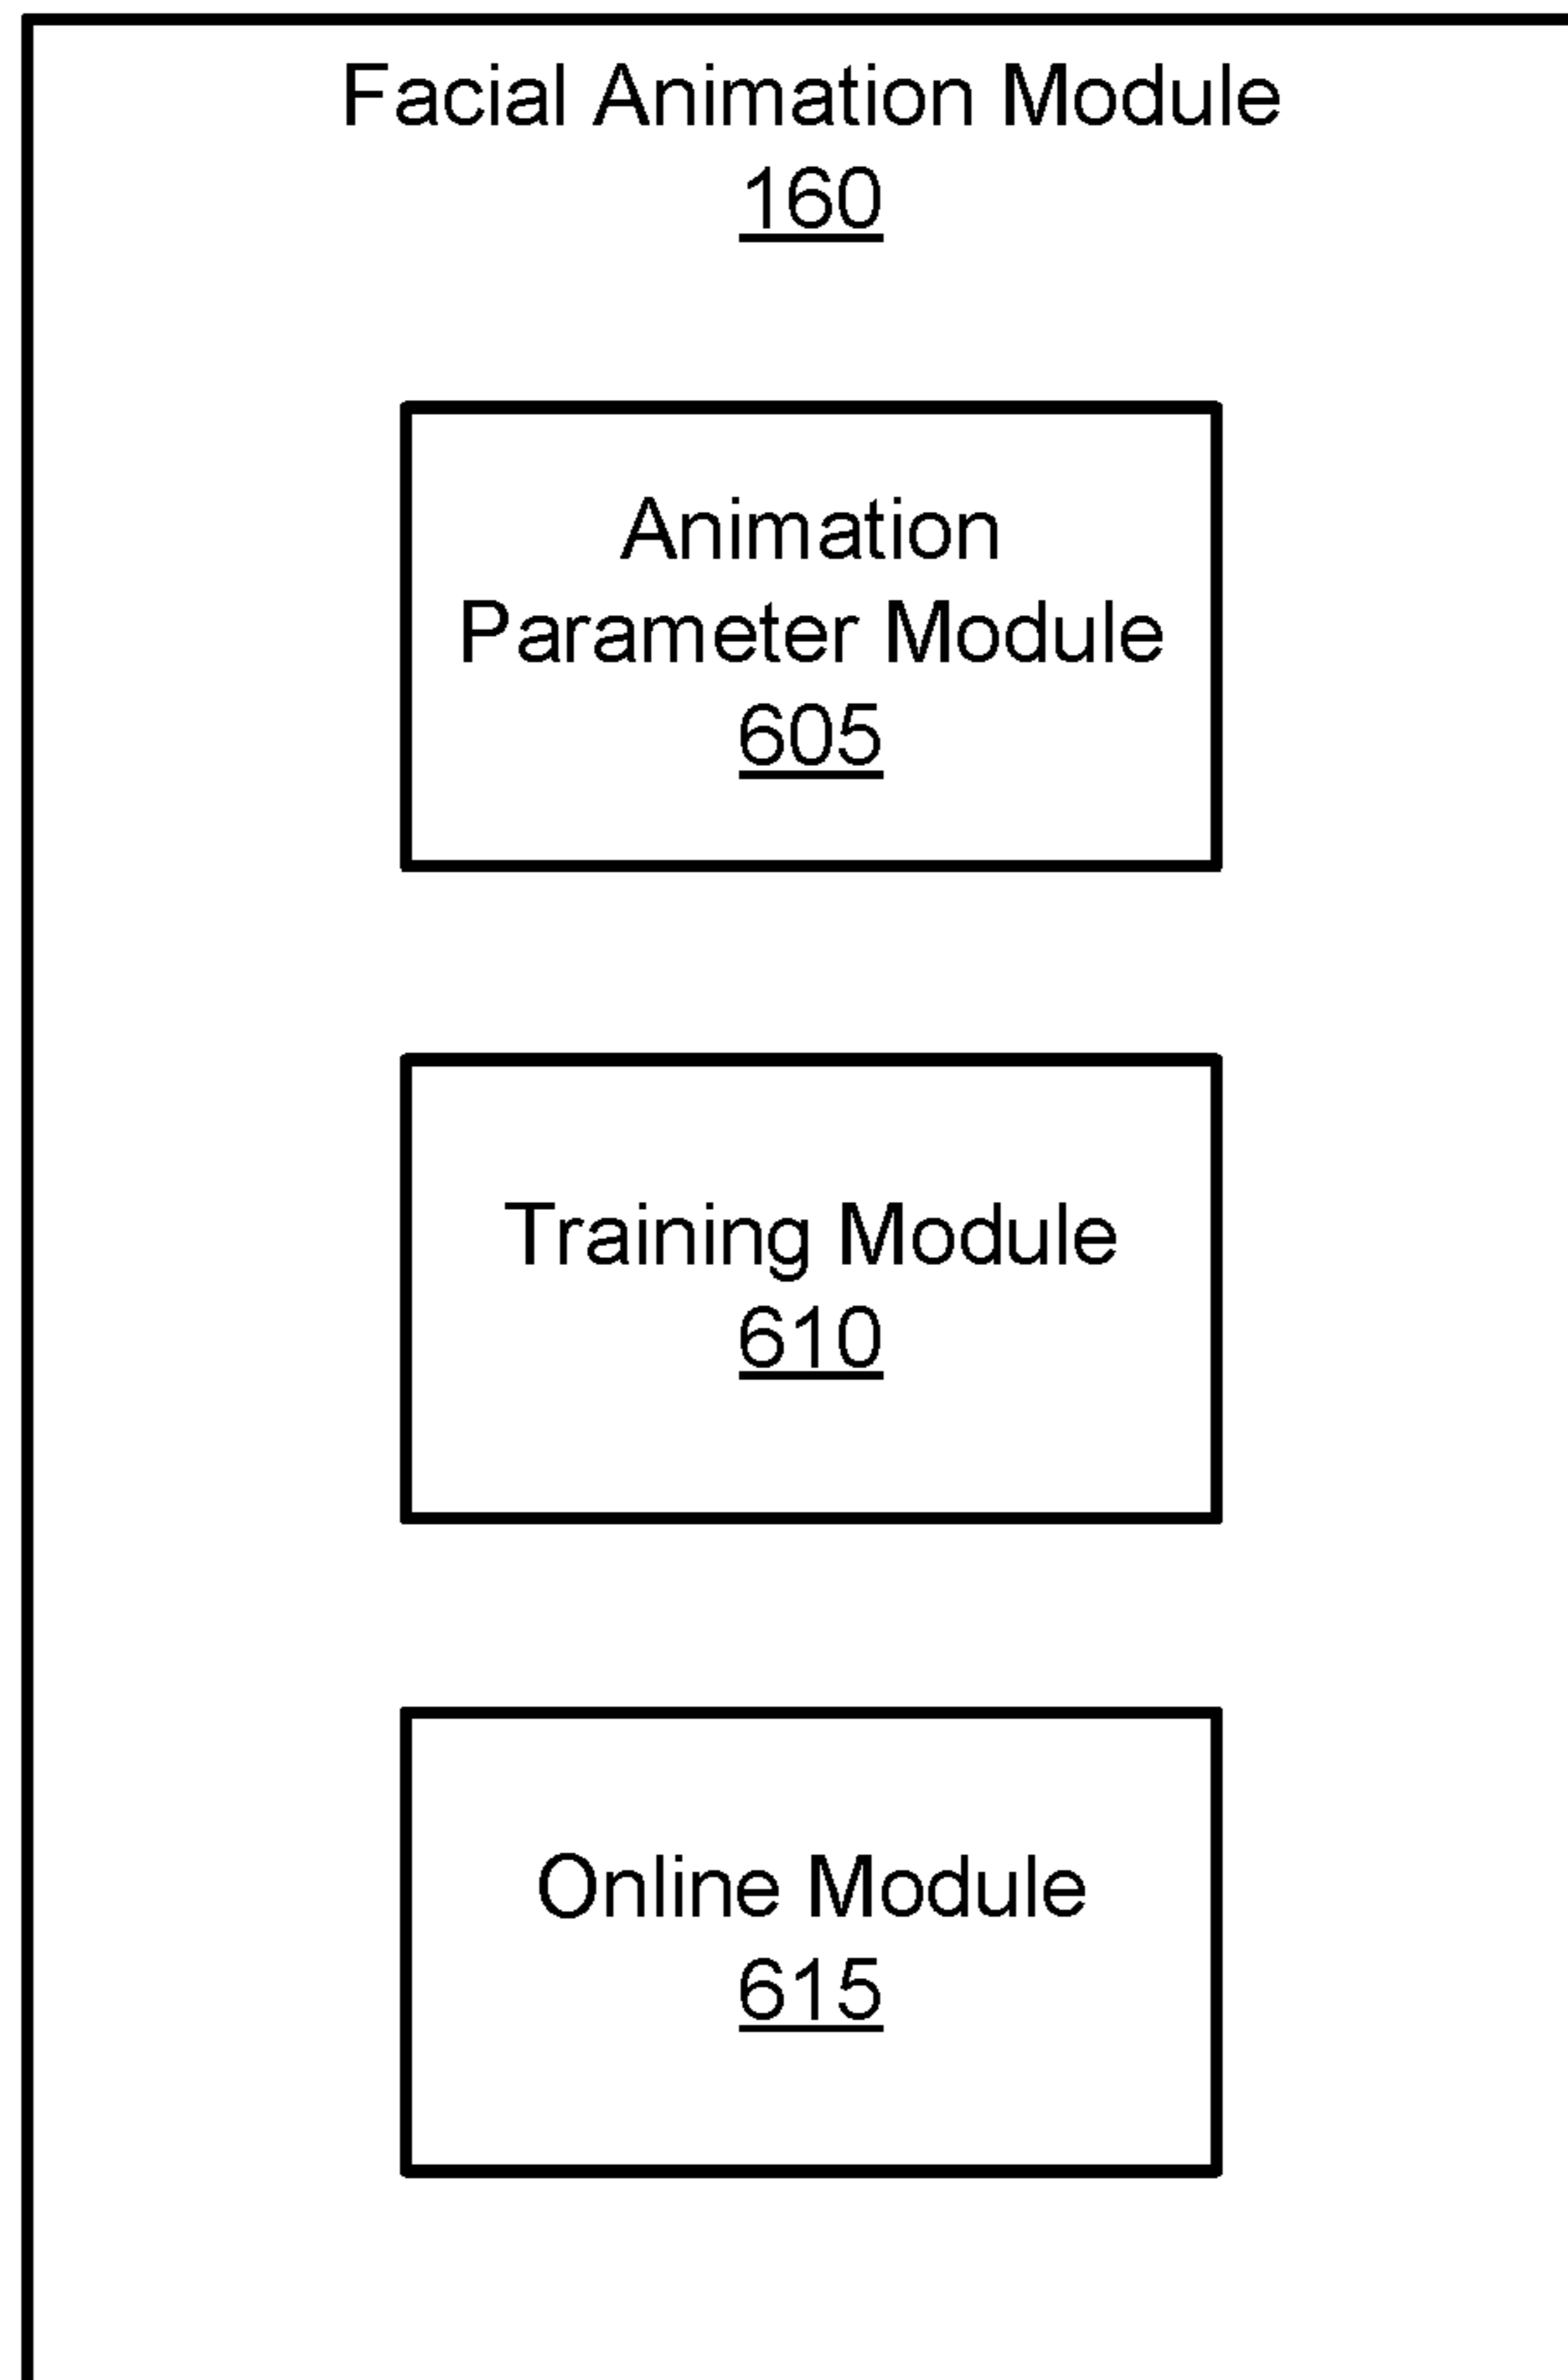 Facial Animation Module
160
Animation
Parameter Module
605
Training Module
610
Online Module
615